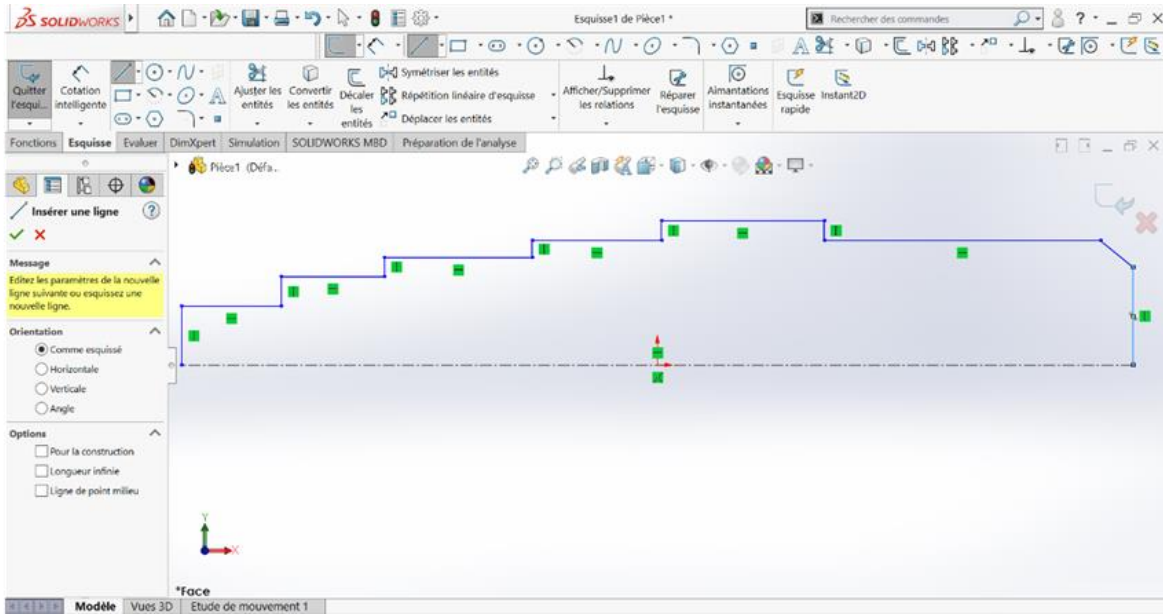 SOLIDWORKS
Esquisse1 de Pièce1 *
Rechercher des commandes
Quitter l'esqui...
Cotation intelligente
Ajuster les entités
Convertir les entités
Décaler les entités
Symétriser les entités
Répétition linéaire d'esquisse
Déplacer les entités
Afficher/Supprimer les relations
Réparer l'esquisse
Aimantations instantanées
Esquisse rapide
Instant2D
Fonctions Esquisse Evaluer DimXpert Simulation SOLIDWORKS MBD Préparation de l'analyse
Pièce1 (Défa..
Insérer une ligne
Message
Editez les paramètres de la nouvelle
ligne suivante ou esquissez une
nouvelle ligne.
Orientation
Comme esquissé
Horizontale
Verticale
Angle
Options
Pour la construction
Longueur infinie
Ligne de point milieu
Y
X
*Face
Modèle Vues 3D Etude de mouvement 1